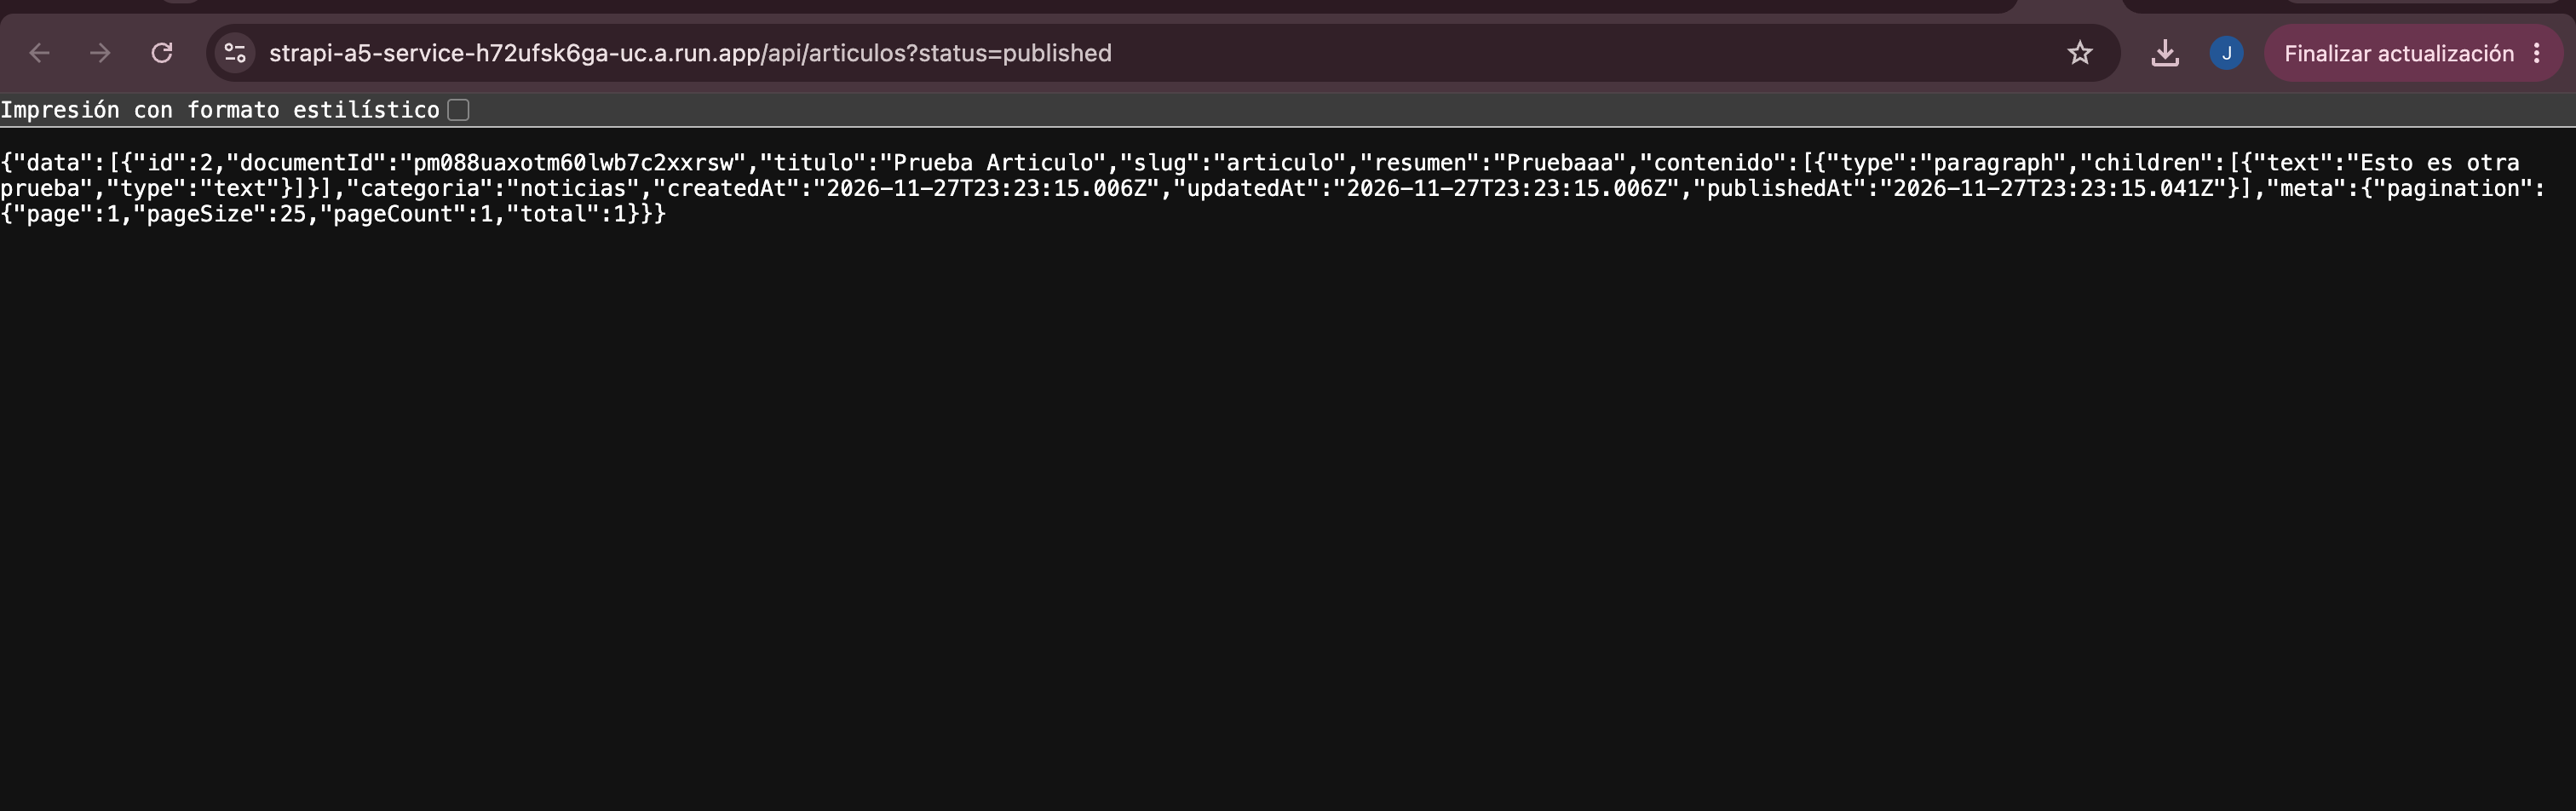 strapi-a5-service-h72ufsk6ga-uc.a.run.app/api/articulos?status=published
J
Finalizar actualización
Impresión con formato estilístico
{"data":[{"id":2,"documentId":"pm088uaxotm60lwb7c2xxrsw","titulo":"Prueba Articulo","slug":"articulo","resumen":"Pruebaaa","contenido":[{"type":"paragraph","children":[{"text":"Esto es otra
prueba","type":"text"}]}],"categoria":"noticias","createdAt":"2026-11-27T23:23:15.006Z","updatedAt":"2026-11-27T23:23:15.006Z","publishedAt":"2026-11-27T23:23:15.041Z"}],"meta":{"pagination":
{"page":1,"pageSize":25,"pageCount":1,"total":1}}}